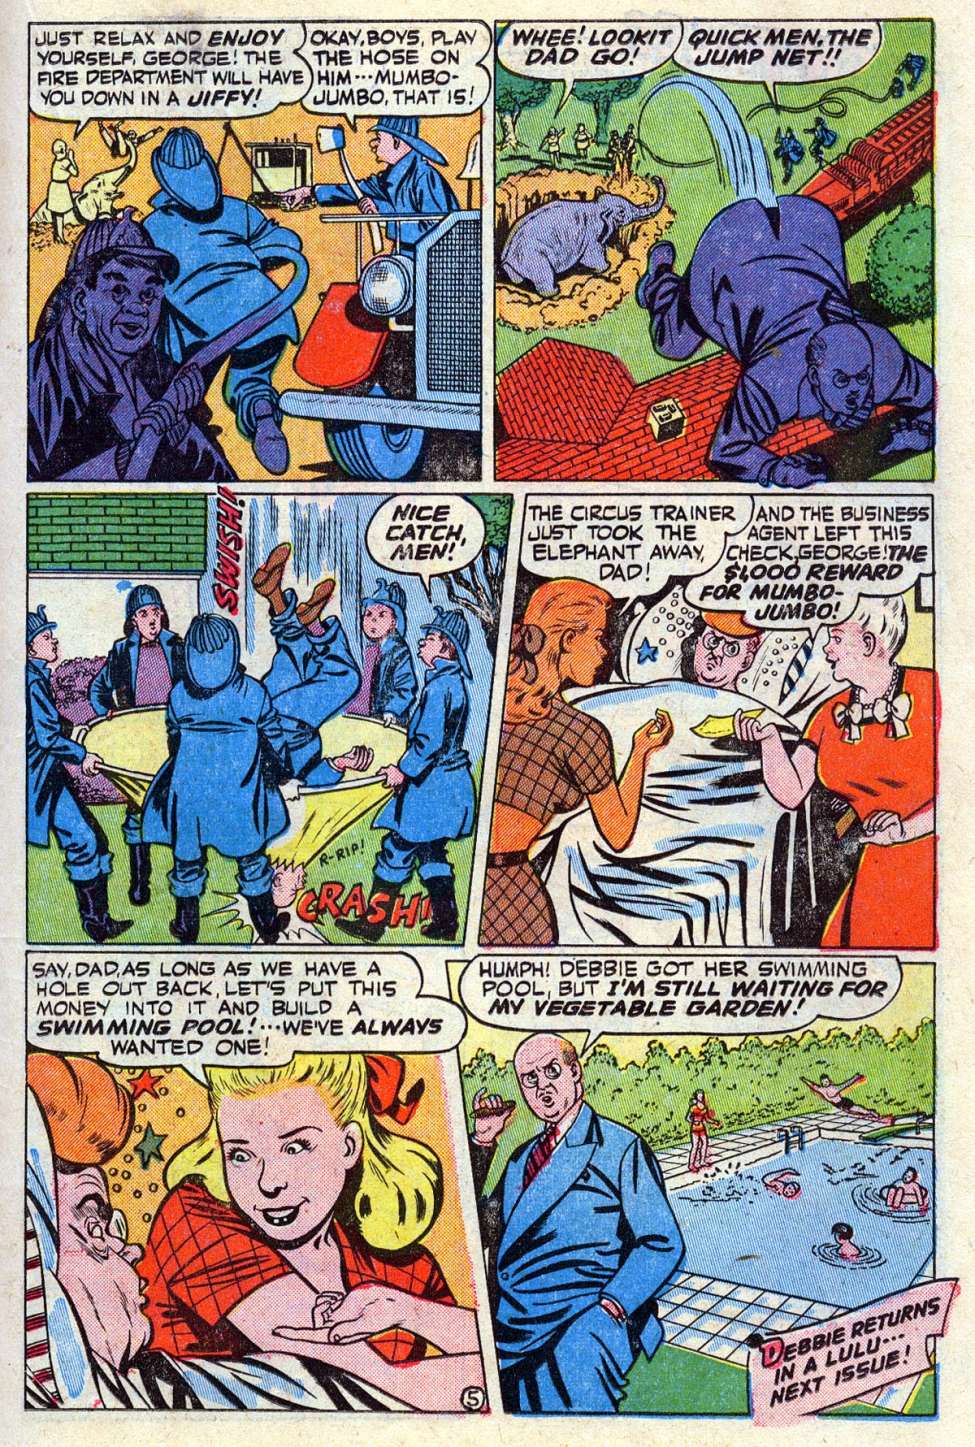 JUST RELAX AND ENJOY
YOURSELF, GEORGE! THE
FIRE DEPARTMENT WILL HAVE
YOU DOWN IN A JIFFY!
OKAY, BOYS, PLAY
THE HOSE ON
HIM...MUMBO-
JUMBO, THAT IS!
WHEE! LOOKIT
DAD GO!
QUICK MEN, THE
JUMP NET!!
SWISH!!
NICE
CATCH,
MEN!
R-RIP!
CRASH!!
THE CIRCUS TRAINER
JUST TOOK THE
ELEPHANT AWAY,
DAD!
AND THE BUSINESS
AGENT LEFT THIS
CHECK, GEORGE! THE
$1,000 REWARD
FOR MUMBO-
JUMBO!
SAY, DAD, AS LONG AS WE HAVE A
HOLE OUT BACK, LET'S PUT THIS
MONEY INTO IT AND BUILD A
SWIMMING POOL!...WE'VE ALWAYS
WANTED ONE!
5
HUMPH! DEBBIE GOT HER SWIMMING
POOL, BUT I'M STILL WAITING FOR
MY VEGETABLE GARDEN!
DEBBIE RETURNS
IN A LULU...
NEXT ISSUE!